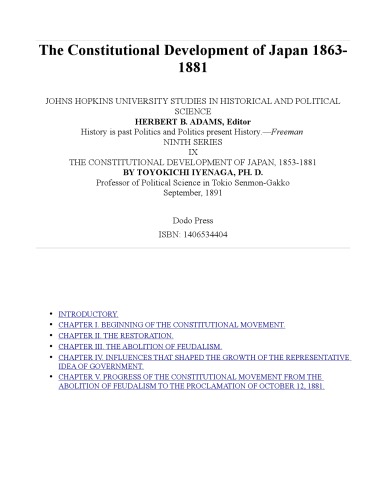 The Constitutional Development of Japan 1863-
1881
JOHNS HOPKINS UNIVERSITY STUDIES IN HISTORICAL AND POLITICAL
SCIENCE
HERBERT B. ADAMS, Editor
History is past Politics and Politics present History.—Freeman
NINTH SERIES
IX
THE CONSTITUTIONAL DEVELOPMENT OF JAPAN, 1853-1881
BY TOYOKICHI IYENAGA, PH. D.
Professor of Political Science in Tokio Senmon-Gakko
September, 1891
Dodo Press
ISBN: 1406534404
• INTRODUCTORY.
• CHAPTER I. BEGINNING OF THE CONSTITUTIONAL MOVEMENT.
• CHAPTER II. THE RESTORATION.
• CHAPTER III. THE ABOLITION OF FEUDALISM.
• CHAPTER IV. INFLUENCES THAT SHAPED THE GROWTH OF THE REPRESENTATIVE
IDEA OF GOVERNMENT.
• CHAPTER V. PROGRESS OF THE CONSTITUTIONAL MOVEMENT FROM THE
ABOLITION OF FEUDALISM TO THE PROCLAMATION OF OCTOBER 12, 1881.